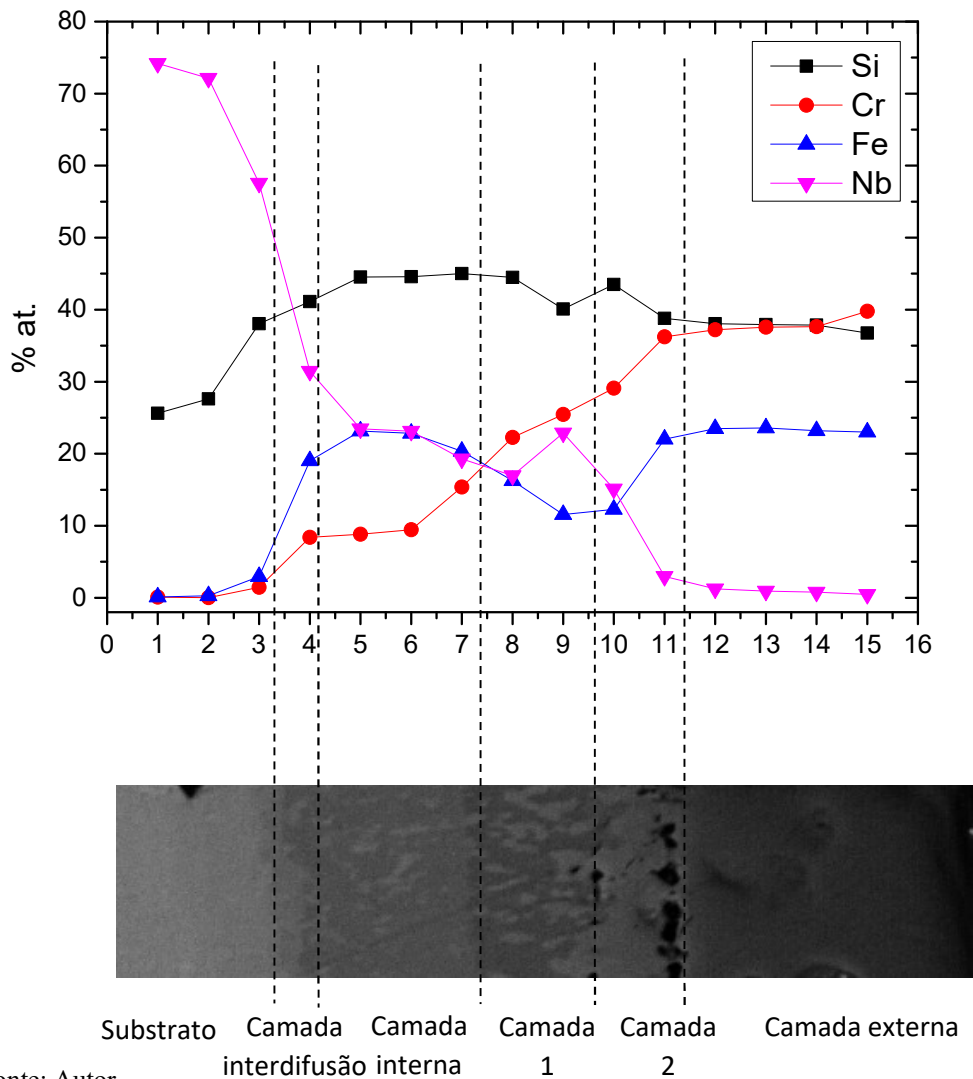 80
70
60
50
40
30
20
10
0
% at.
Si
Cr
Fe
Nb
0 1 2 3 4 5 6 7 8 9 10 11 12 13 14 15 16
Substrato Camada Camada Camada Camada Camada externa
interdifusão interna 1 2
onte: Autor